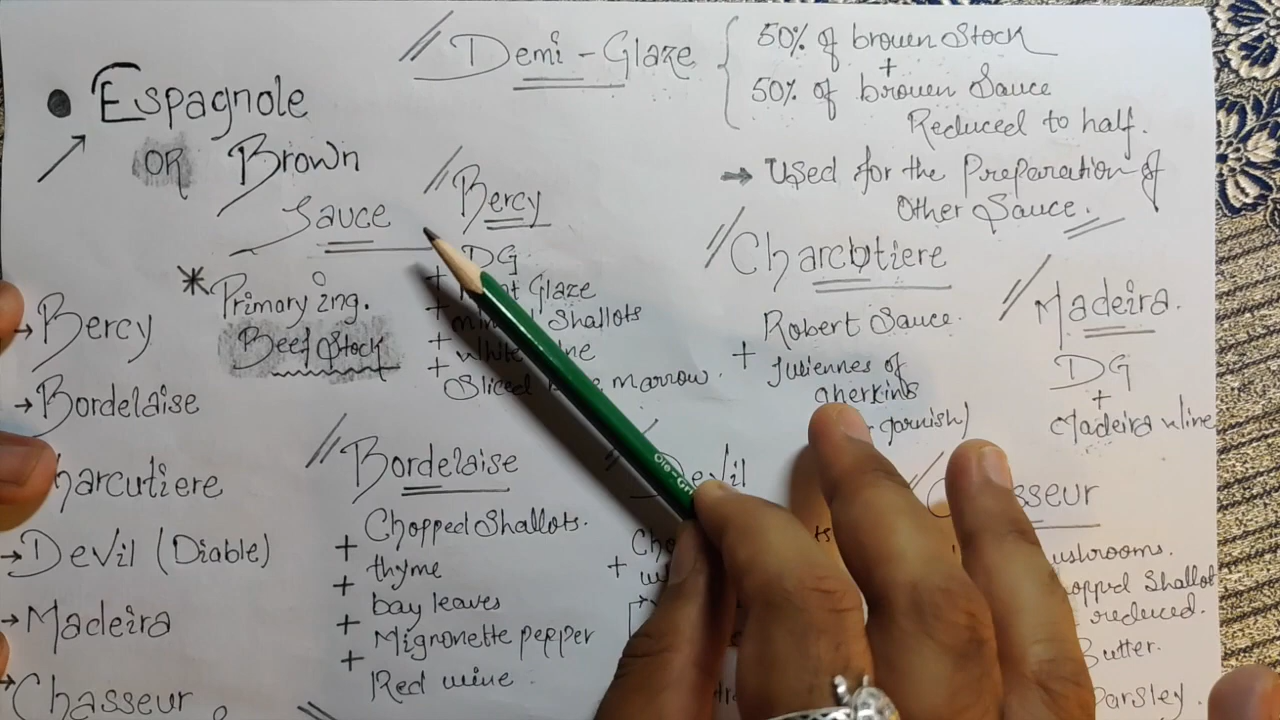 Demi-Glaze
50% of brown Stock
+
50% of brown Sauce
Reduced to half.
→ Used for the Preparation of
Other Sauce.
Espagnole
OR Brown
Sauce
* Primary ing.
Beef Stock
→ Bercy
→ Bordelaise
harcutiere
→ Devil (Diable)
→ Madeira
→ Chasseur
Bercy
DG
+ Glaze
+ Shallots
+ White
+ Sliced marrow.
Charcutiere
Robert Sauce.
+ Juliennes of
gherkins
garnish)
Madeira.
DG
+
Madeira wine
Bordelaise
Chopped Shallots.
+ thyme
+ bay leaves
+ Mignonette pepper
+ Red wine.
Devil
+
sseur
ushrooms.
opped Shallot
reduced.
Butter.
Parsley.